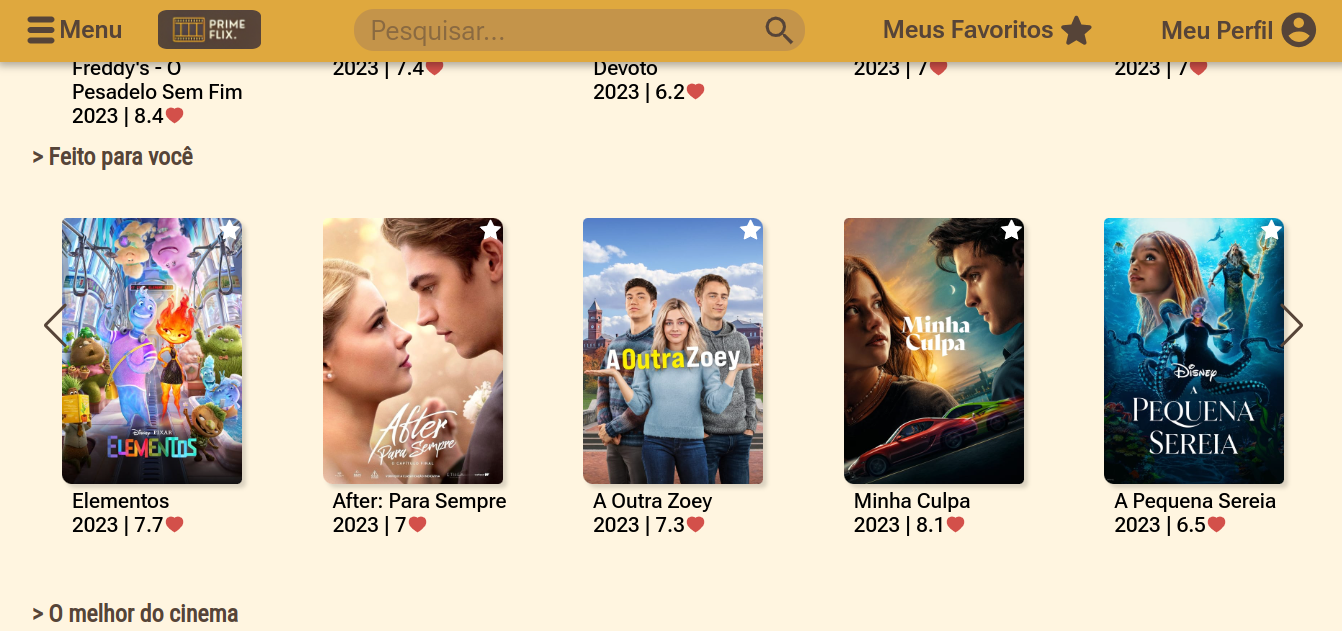 Menu
PRIME
FLIX.
Pesquisar...
Meus Favoritos
Meu Perfil
Freddy's - O
Pesadelo Sem Fim
2023 | 8.4
2023 | 7.4
Devoto
2023 | 6.2
2023 | 7
2023 | 7
> Feito para você
Disney PIXAR
ELEMENTOS
After
Para Sempre
O CAPÍTULO FINAL
A Outra Zoey
Minha
Culpa
Disney
A
PEQUENA
SEREIA
Elementos
2023 | 7.7
After: Para Sempre
2023 | 7
A Outra Zoey
2023 | 7.3
Minha Culpa
2023 | 8.1
A Pequena Sereia
2023 | 6.5
> O melhor do cinema